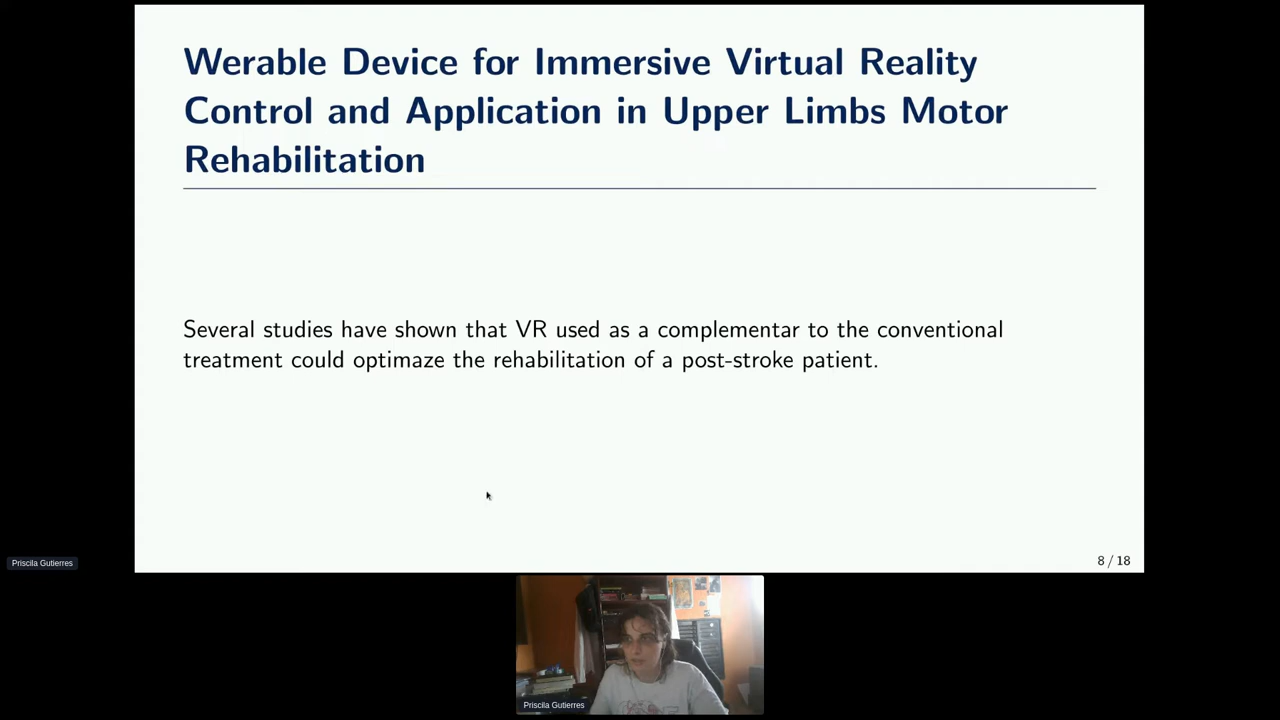 Werable Device for Immersive Virtual Reality
Control and Application in Upper Limbs Motor
Rehabilitation
Several studies have shown that VR used as a complementar to the conventional
treatment could optimaze the rehabilitation of a post-stroke patient.
8 / 18
Priscila Gutierres
Priscila Gutierres